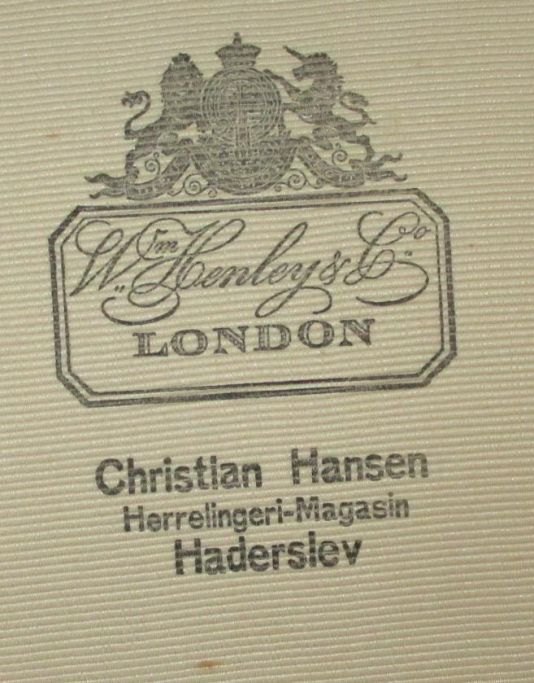 Wm Henley & Co
LONDON
Christian Hansen
Herrelingeri-Magasin
Haderslev